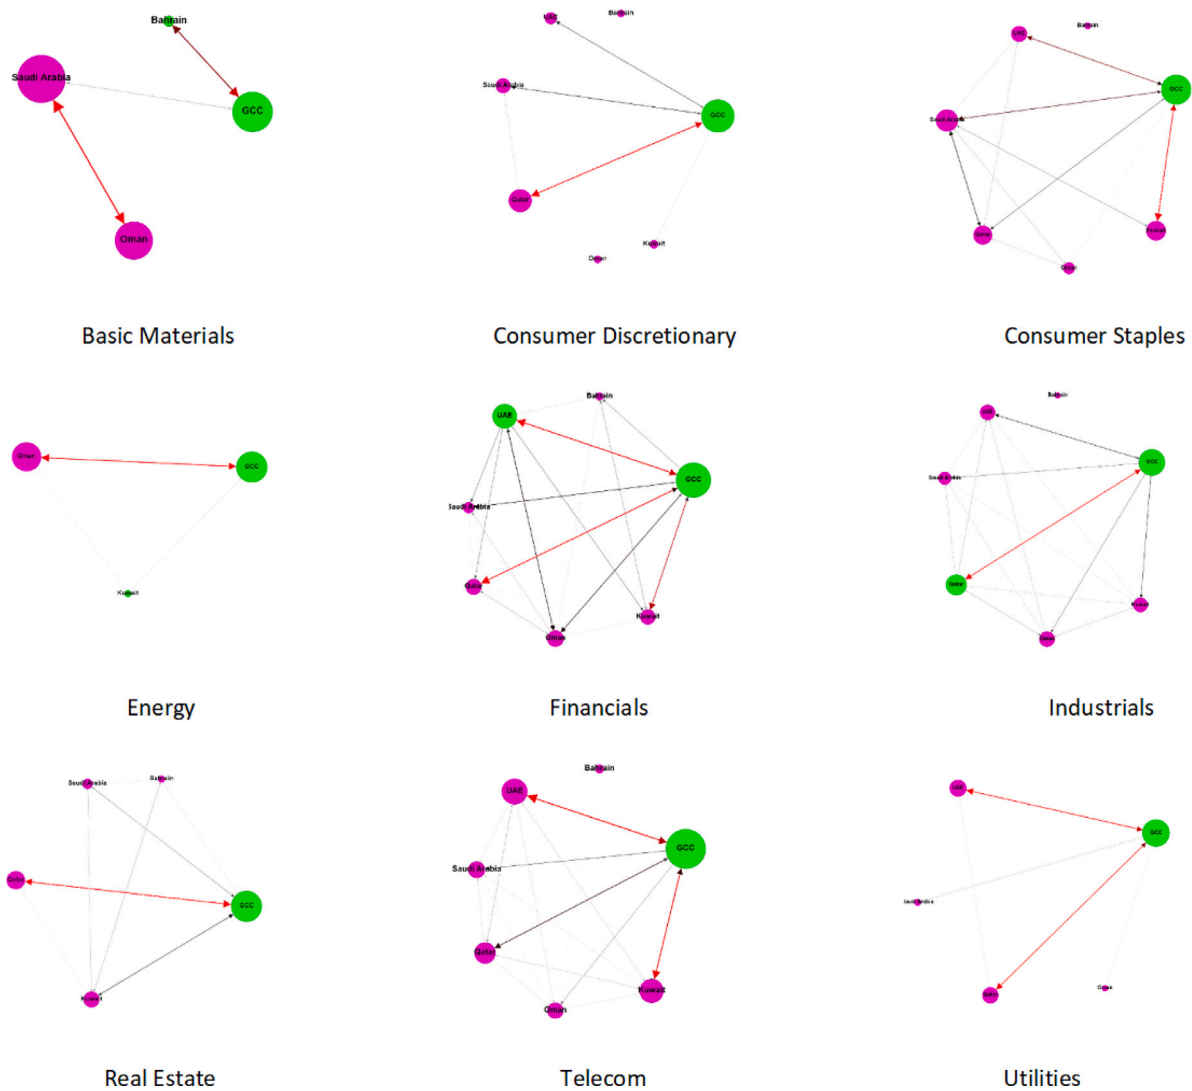 Bahrain
Saudi Arabia
GCC
Oman
Basic Materials
UAE
Bahrain
Saudi Arabia
GCC
Qatar
Kuwait
Oman
Consumer Discretionary
UAE
Bahrain
GCC
Saudi Arabia
Qatar
Kuwait
Oman
Consumer Staples
Oman
GCC
Kuwait
Energy
Bahrain
UAE
GCC
Saudi Arabia
Qatar
Kuwait
Oman
Financials
Bahrain
UAE
GCC
Saudi Arabia
Qatar
Kuwait
Oman
Industrials
Saudi Arabia
Bahrain
Qatar
GCC
Kuwait
Real Estate
Bahrain
UAE
GCC
Saudi Arabia
Qatar
Kuwait
Oman
Telecom
UAE
GCC
Saudi Arabia
Qatar
Oman
Utilities